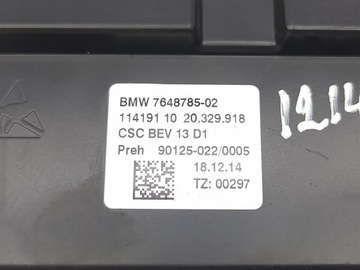 BMW 7648785-02
114191 10 20,329.918
CSC BEV 13 D1
Preh 90125-022/0005
18.12.14
TZ: 00297
1214